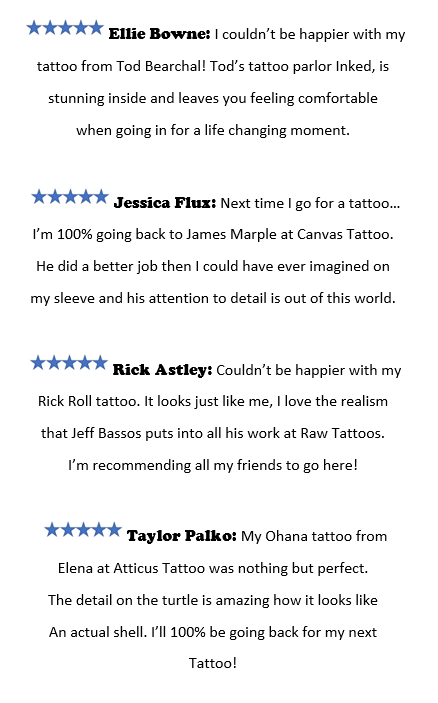 ★★★★★ Ellie Bowne: I couldn't be happier with my
tattoo from Tod Bearchal! Tod's tattoo parlor Inked, is
stunning inside and leaves you feeling comfortable
when going in for a life changing moment.
★★★★★ Jessica Flux: Next time I go for a tattoo…
I'm 100% going back to James Marple at Canvas Tattoo.
He did a better job then I could have ever imagined on
my sleeve and his attention to detail is out of this world.
★★★★★ Rick Astley: Couldn't be happier with my
Rick Roll tattoo. It looks just like me, I love the realism
that Jeff Bassos puts into all his work at Raw Tattoos.
I'm recommending all my friends to go here!
★★★★★ Taylor Palko: My Ohana tattoo from
Elena at Atticus Tattoo was nothing but perfect.
The detail on the turtle is amazing how it looks like
An actual shell. I'll 100% be going back for my next
Tattoo!